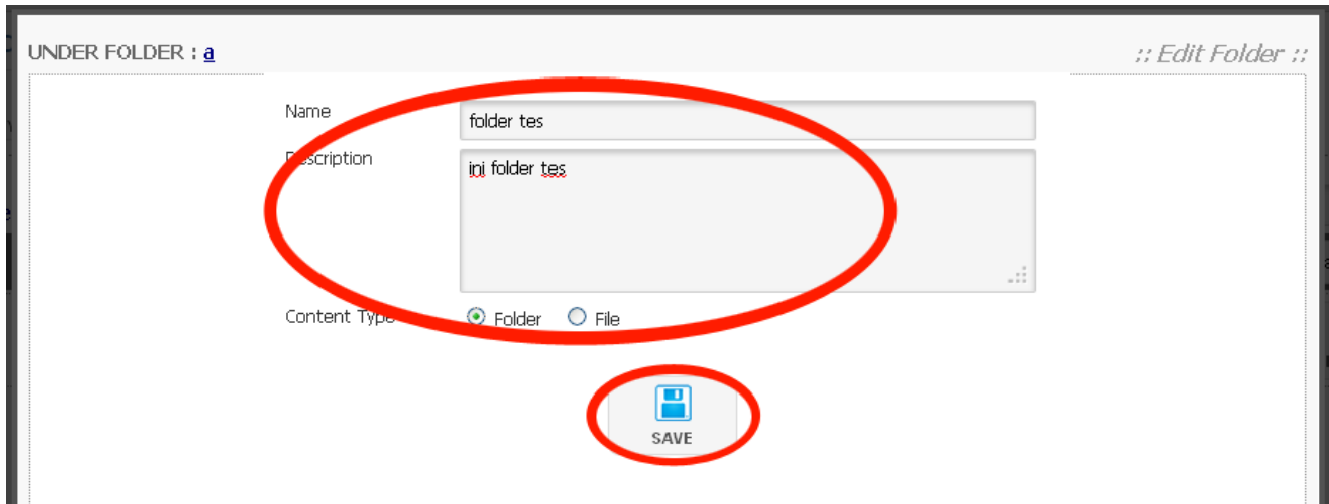 UNDER FOLDER : a
:: Edit Folder ::
Name
folder tes
Description
ini folder tes
Content Type
Folder
File
SAVE